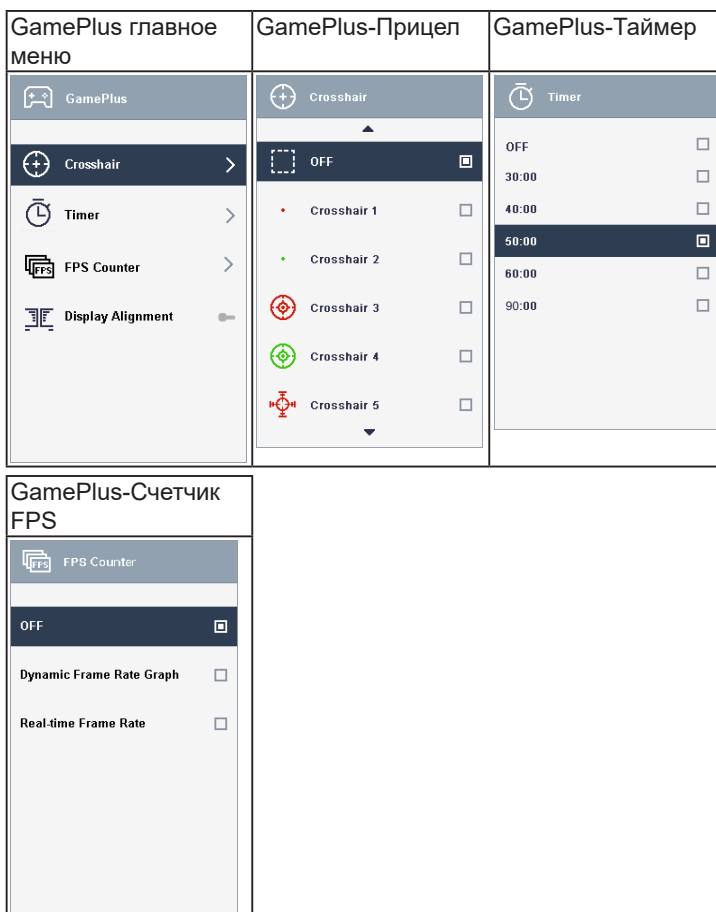 GamePlus главное
меню
GamePlus-Прицел
GamePlus-Таймер
GamePlus
Crosshair
Timer
FPS Counter
Display Alignment
Crosshair
OFF
Crosshair 1
Crosshair 2
Crosshair 3
Crosshair 4
Crosshair 5
Timer
OFF
30:00
40:00
50:00
60:00
90:00
GamePlus-Счетчик
FPS
FPS Counter
OFF
Dynamic Frame Rate Graph
Real-time Frame Rate